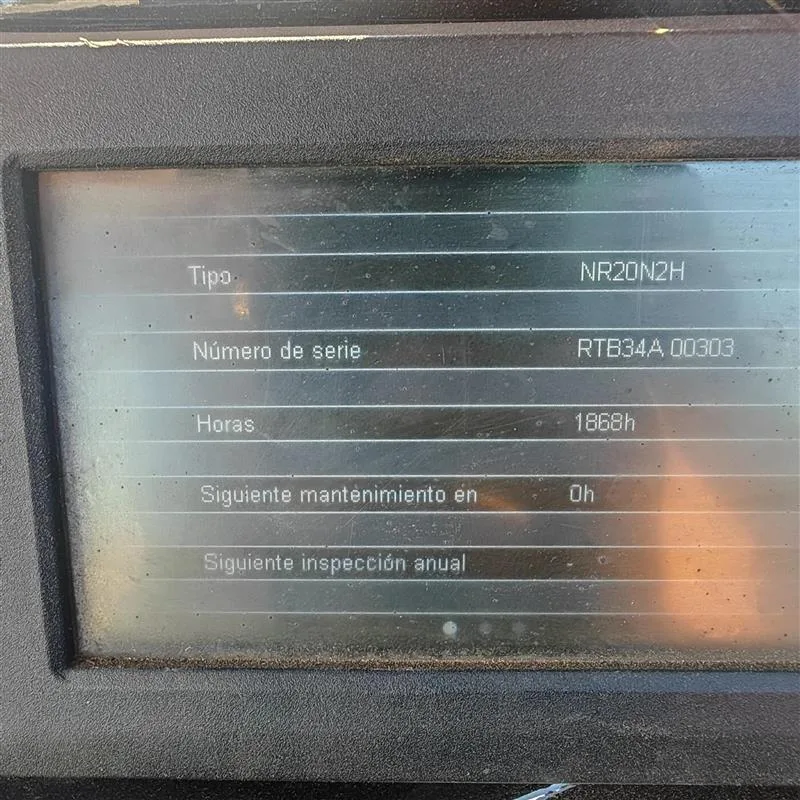 Tipo NR20N2H
Número de serie RTB34A 00303
Horas 1868h
Siguiente mantenimiento en 0h
Siguiente inspección anual